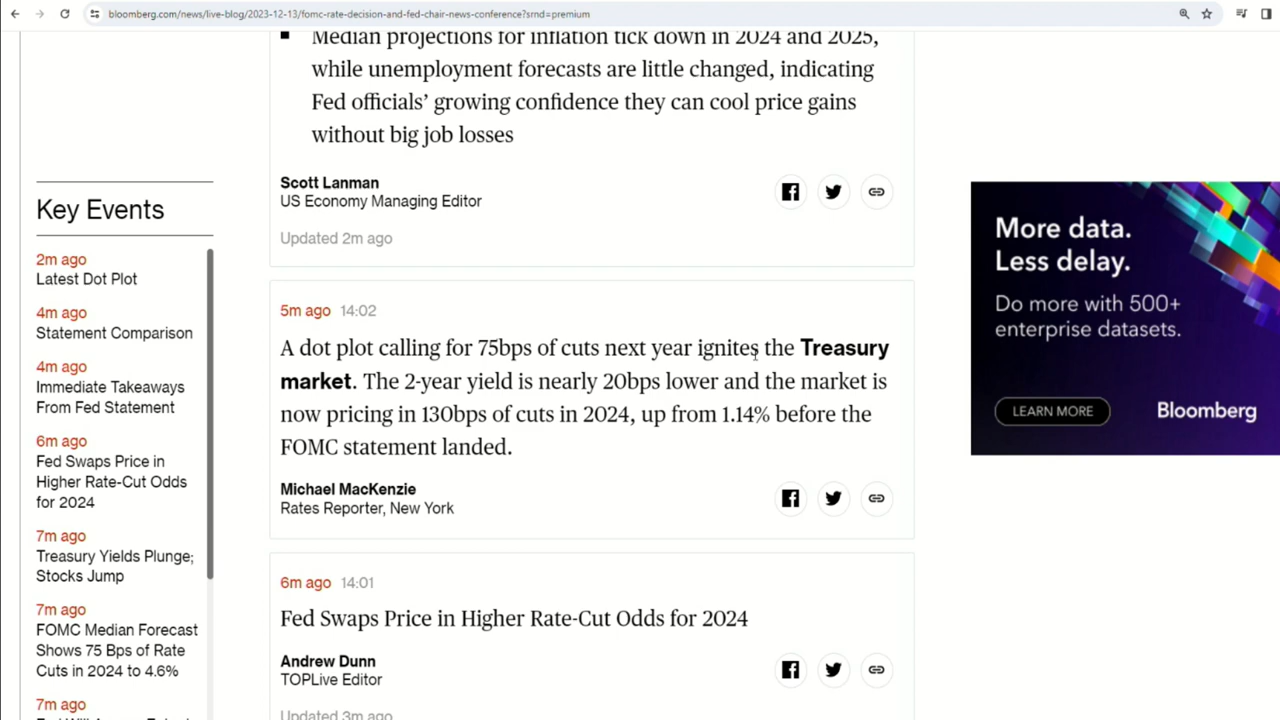 bloomberg.com/news/live-blog/2023-12-13/fomc-rate-decision-and-fed-chair-news-conference?srnd=premium
Median projections for inflation tick down in 2024 and 2025,
while unemployment forecasts are little changed, indicating
Fed officials’ growing confidence they can cool price gains
without big job losses
Scott Lanman
US Economy Managing Editor
Updated 2m ago
Key Events
2m ago
Latest Dot Plot
4m ago
Statement Comparison
4m ago
Immediate Takeaways
From Fed Statement
6m ago
Fed Swaps Price in
Higher Rate-Cut Odds
for 2024
7m ago
Treasury Yields Plunge;
Stocks Jump
7m ago
FOMC Median Forecast
Shows 75 Bps of Rate
Cuts in 2024 to 4.6%
7m ago
5m ago 14:02
A dot plot calling for 75bps of cuts next year ignites the Treasury
market. The 2-year yield is nearly 20bps lower and the market is
now pricing in 130bps of cuts in 2024, up from 1.14% before the
FOMC statement landed.
Michael MacKenzie
Rates Reporter, New York
6m ago 14:01
Fed Swaps Price in Higher Rate-Cut Odds for 2024
Andrew Dunn
TOPLive Editor
Updated 3m ago
More data.
Less delay.
Do more with 500+
enterprise datasets.
LEARN MORE
Bloomberg